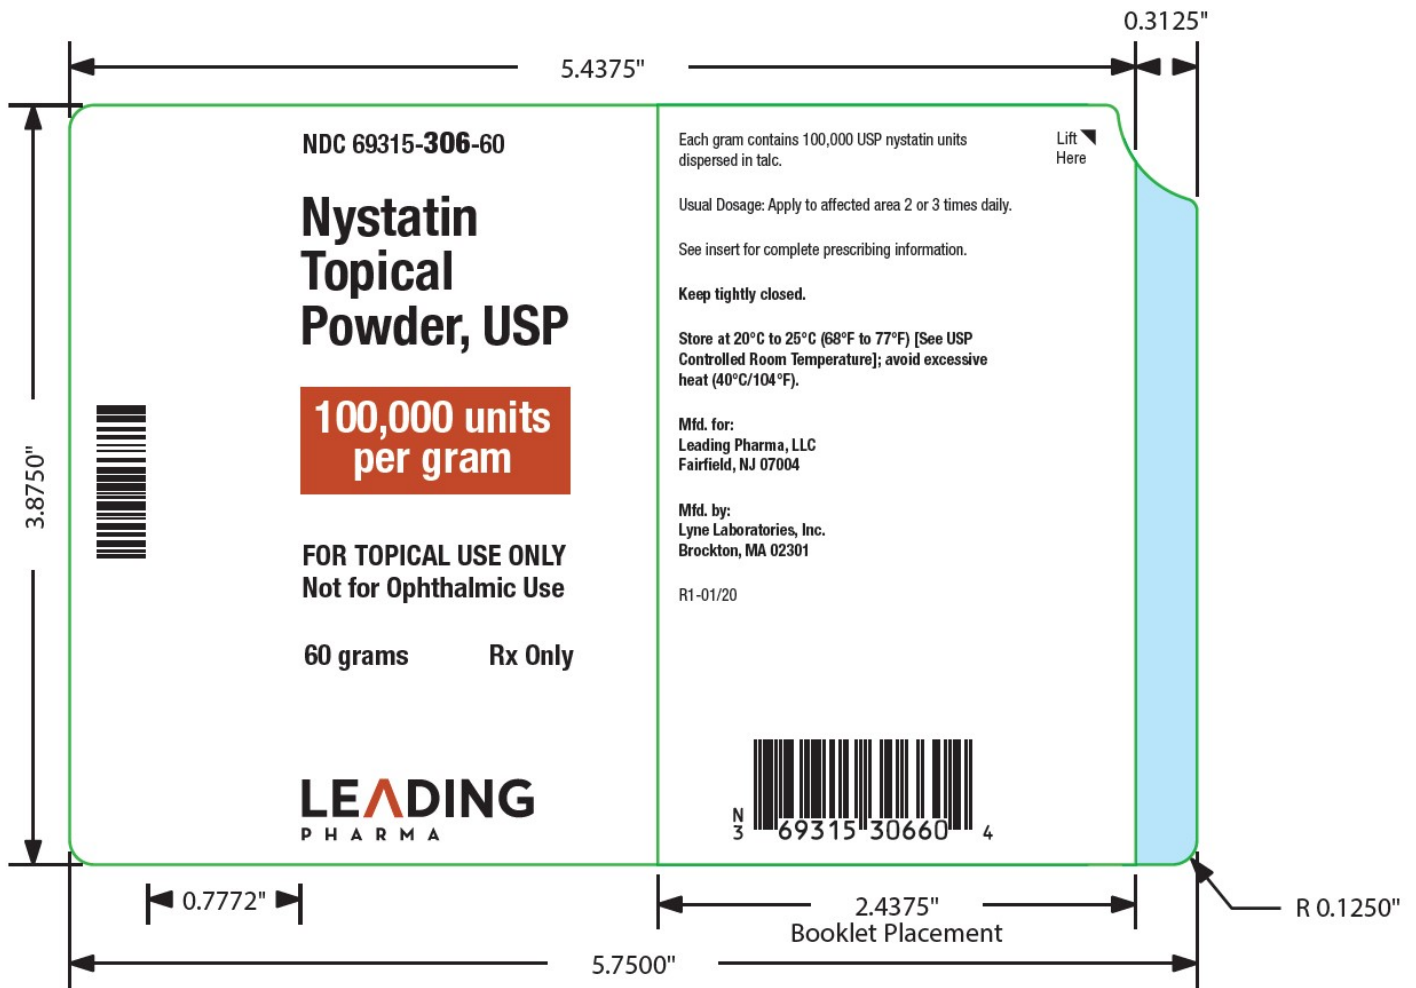 0.3125"
5.4375"
NDC 69315-306-60
Nystatin
Topical
Powder, USP
100,000 units
per gram
FOR TOPICAL USE ONLY
Not for Ophthalmic Use
60 grams Rx Only
LEADING
PHARMA
Each gram contains 100,000 USP nystatin units
dispersed in talc.
Usual Dosage: Apply to affected area 2 or 3 times daily.
See insert for complete prescribing information.
Keep tightly closed.
Store at 20°C to 25°C (68°F to 77°F) [See USP
Controlled Room Temperature]; avoid excessive
heat (40°C/104°F).
Mfd. for:
Leading Pharma, LLC
Fairfield, NJ 07004
Mfd. by:
Lyne Laboratories, Inc.
Brockton, MA 02301
R1-01/20
Lift
Here
N
3 69315 30660 4
3.8750"
0.7772"
2.4375"
Booklet Placement
R 0.1250"
5.7500"